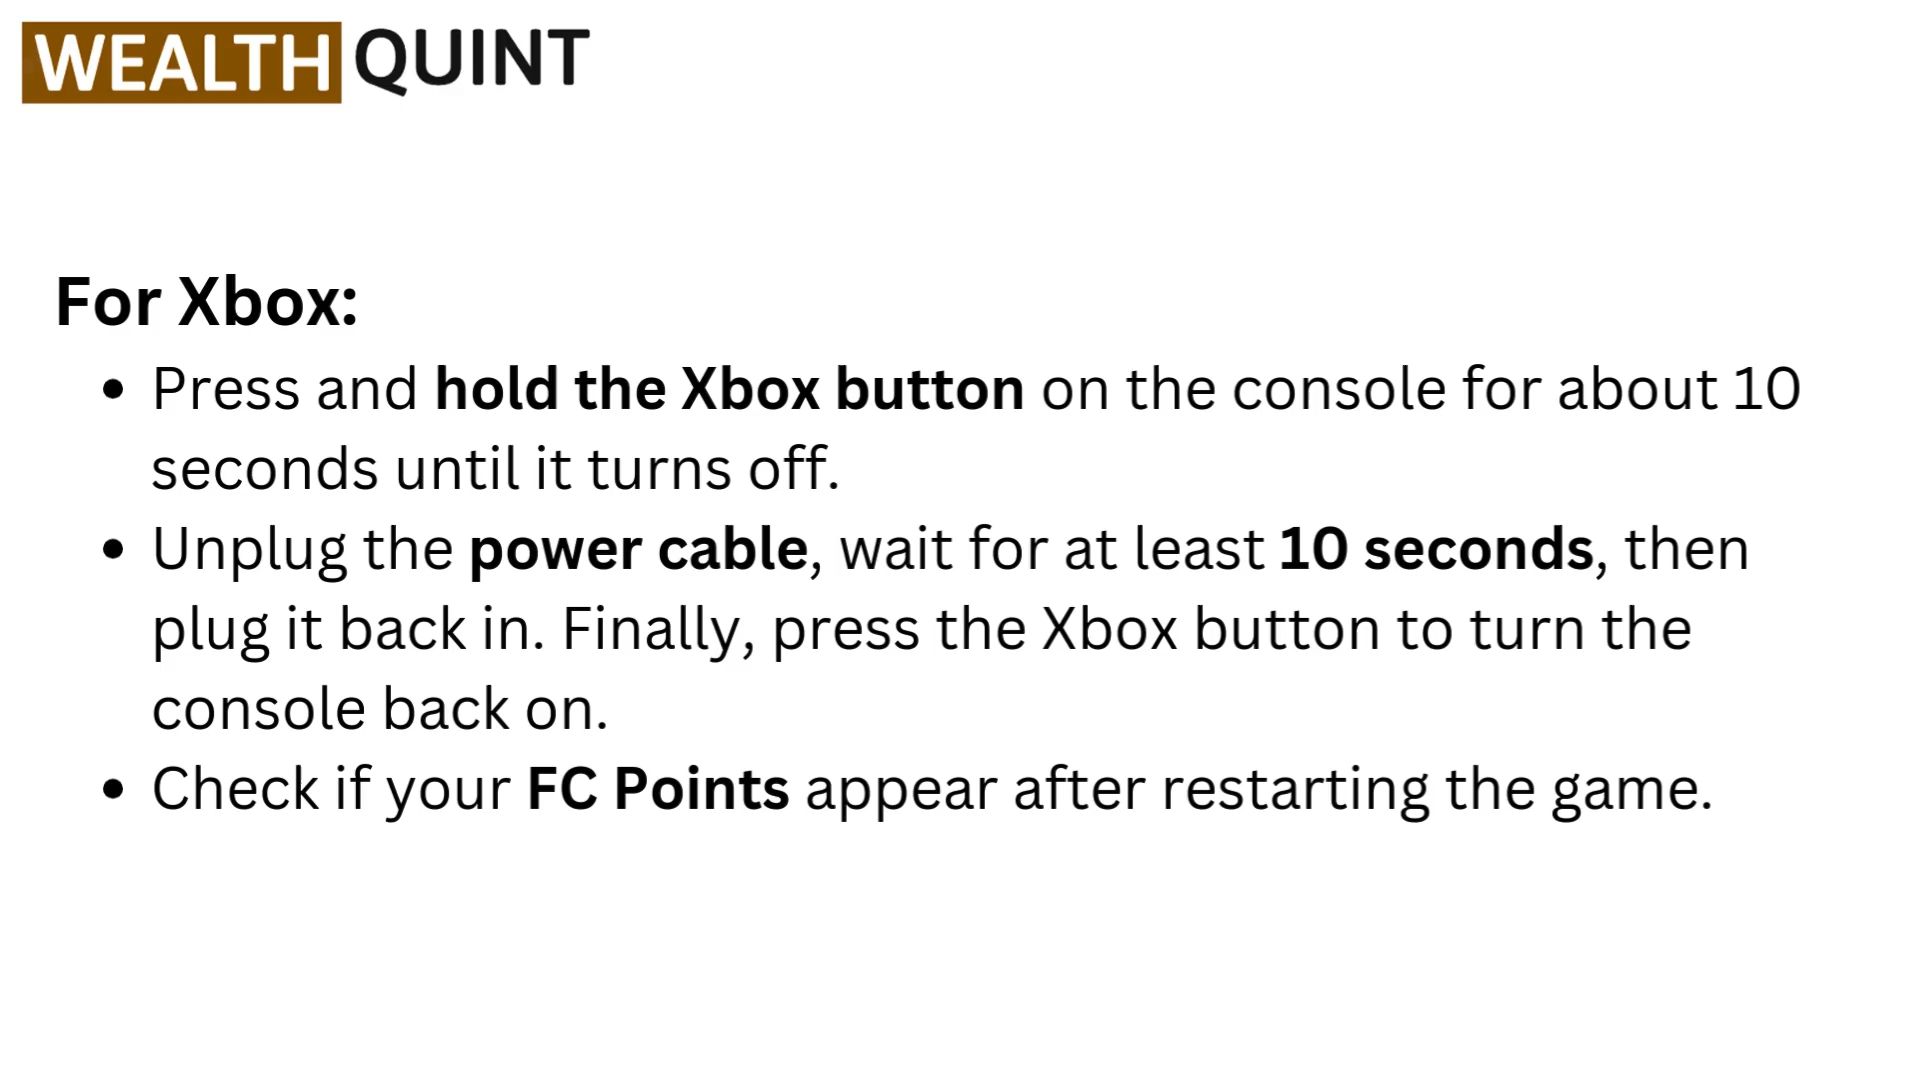 WEALTH QUINT
For Xbox:
• Press and hold the Xbox button on the console for about 10
seconds until it turns off.
• Unplug the power cable, wait for at least 10 seconds, then
plug it back in. Finally, press the Xbox button to turn the
console back on.
• Check if your FC Points appear after restarting the game.